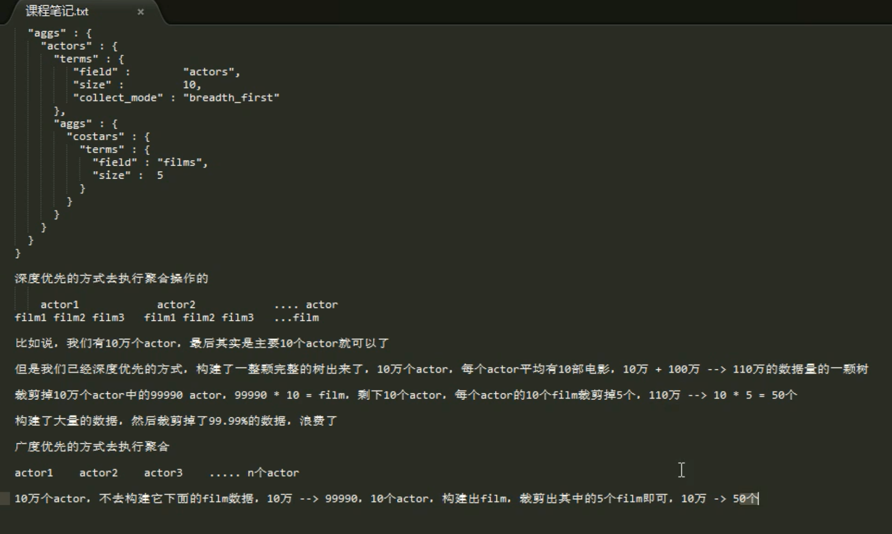 课程笔记.txt ×
"aggs" : {
"actors" : {
"terms" : {
"field" : "actors",
"size" : 10,
"collect_mode" : "breadth_first"
},
"aggs" : {
"costars" : {
"terms" : {
"field" : "films",
"size" : 5
}
}
}
}
}
}
深度优先的方式去执行聚合操作的
actor1 actor2 .... actor
film1 film2 film3 film1 film2 film3 ...film
比如说，我们有10万个actor，最后其实是主要10个actor就可以了
但是我们已经深度优先的方式，构建了一整颗完整的树出来了，10万个actor，每个actor平均有10部电影，10万 + 100万 --> 110万的数据量的一颗树
裁剪掉10万个actor中的99990 actor，99990 * 10 = film，剩下10个actor，每个actor的10个film裁剪掉5个，110万 --> 10 * 5 = 50个
构建了大量的数据，然后裁剪掉了99.99%的数据，浪费了
广度优先的方式去执行聚合
actor1 actor2 actor3 ..... n个actor
10万个actor，不去构建它下面的film数据，10万 --> 99990，10个actor，构建出film，裁剪出其中的5个film即可，10万 -> 50个